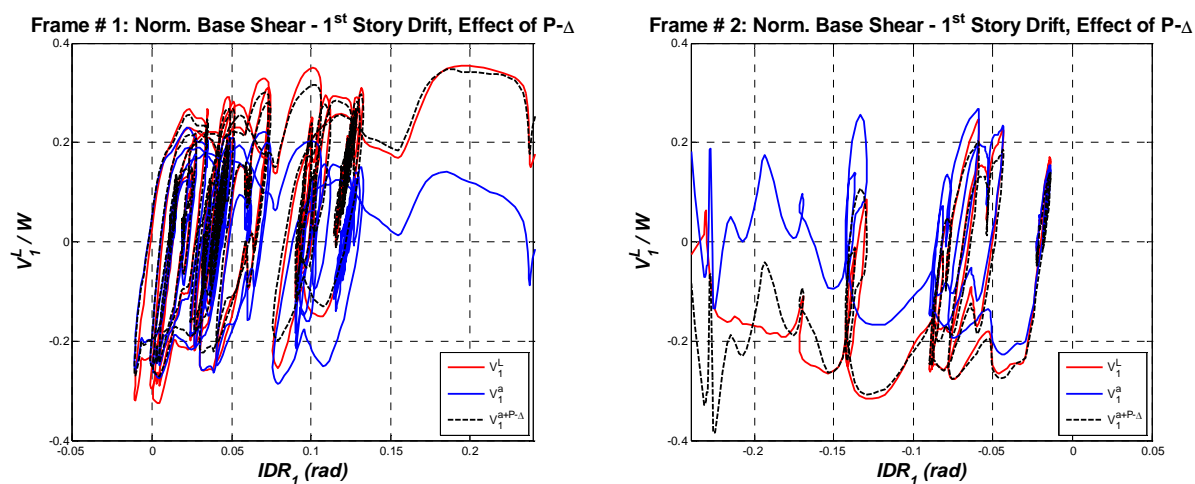 Frame # 1: Norm. Base Shear - 1st Story Drift, Effect of P-Δ
0.4
0.2
0
-0.2
-0.4
V1L / W
-0.05
0
0.05
0.1
0.15
0.2
IDR1 (rad)
V1L
V1a
V1a+P-Δ
Frame # 2: Norm. Base Shear - 1st Story Drift, Effect of P-Δ
0.4
0.2
0
-0.2
-0.4
V1L / W
-0.2
-0.15
-0.1
-0.05
0
0.05
IDR1 (rad)
V1L
V1a
V1a+P-Δ